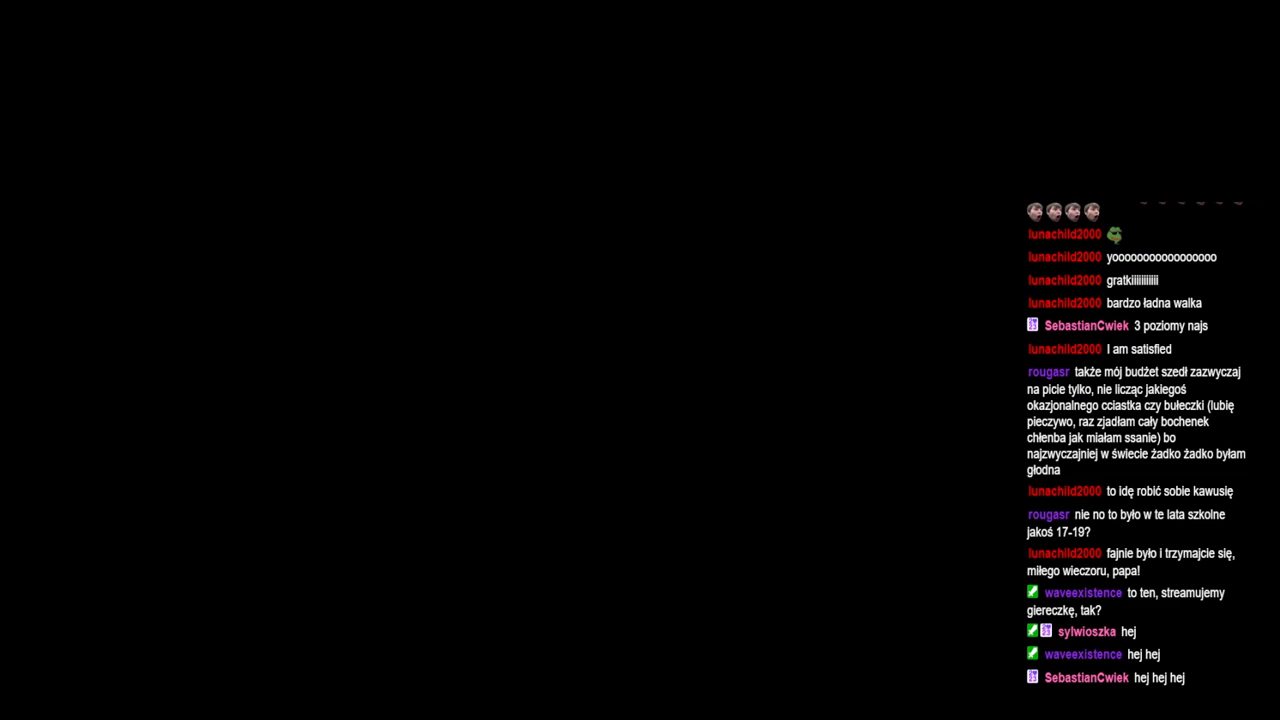 lunachild2000
lunachild2000 yooooooooooooooooo
lunachild2000 gratkiiiiiiiiiii
lunachild2000 bardzo ładna walka
SebastianCwiek 3 poziomy najs
lunachild2000 I am satisfied
rougasr także mój budżet szedł zazwyczaj
na picie tylko, nie licząc jakiegoś
okazjonalnego cciastka czy bułeczki (lubię
pieczywo, raz zjadłam cały bochenek
chłenba jak miałam ssanie) bo
najzwyczajniej w świecie żadko żadko byłam
głodna
lunachild2000 to idę robić sobie kawusię
rougasr nie no to było w te lata szkolne
jakoś 17-19?
lunachild2000 fajnie było i trzymajcie się,
miłego wieczoru, papa!
waveexistence to ten, streamujemy
giereczkę, tak?
sylwioszka hej
waveexistence hej hej
SebastianCwiek hej hej hej